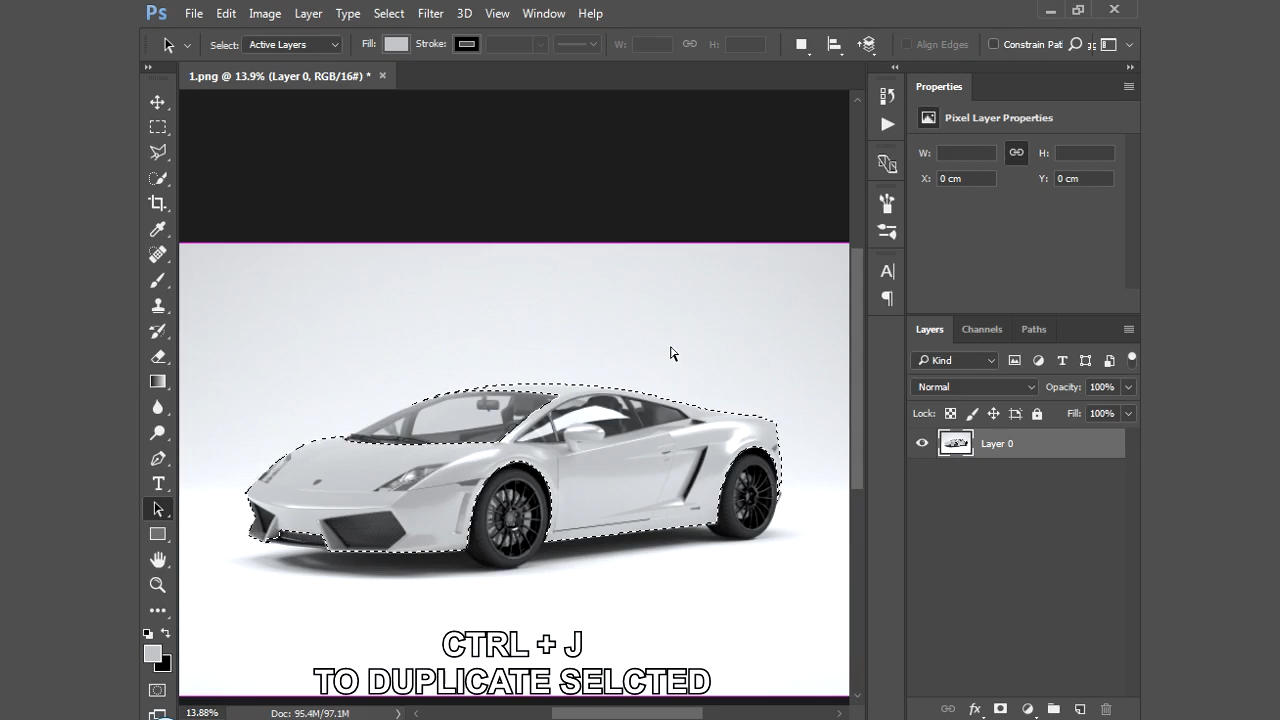 Ps File Edit Image Layer Type Select Filter 3D View Window Help
Select: Active Layers Fill: Stroke: W: H: Align Edges Constrain Pat
1.png @ 13.9% (Layer 0, RGB/16#) * ×
Properties
Pixel Layer Properties
W: H:
X: 0 cm Y: 0 cm
Layers Channels Paths
Kind
Normal Opacity: 100%
Lock: Fill: 100%
Layer 0
CTRL + J
TO DUPLICATE SELCTED
13.88% Doc: 95.4M/97.1M